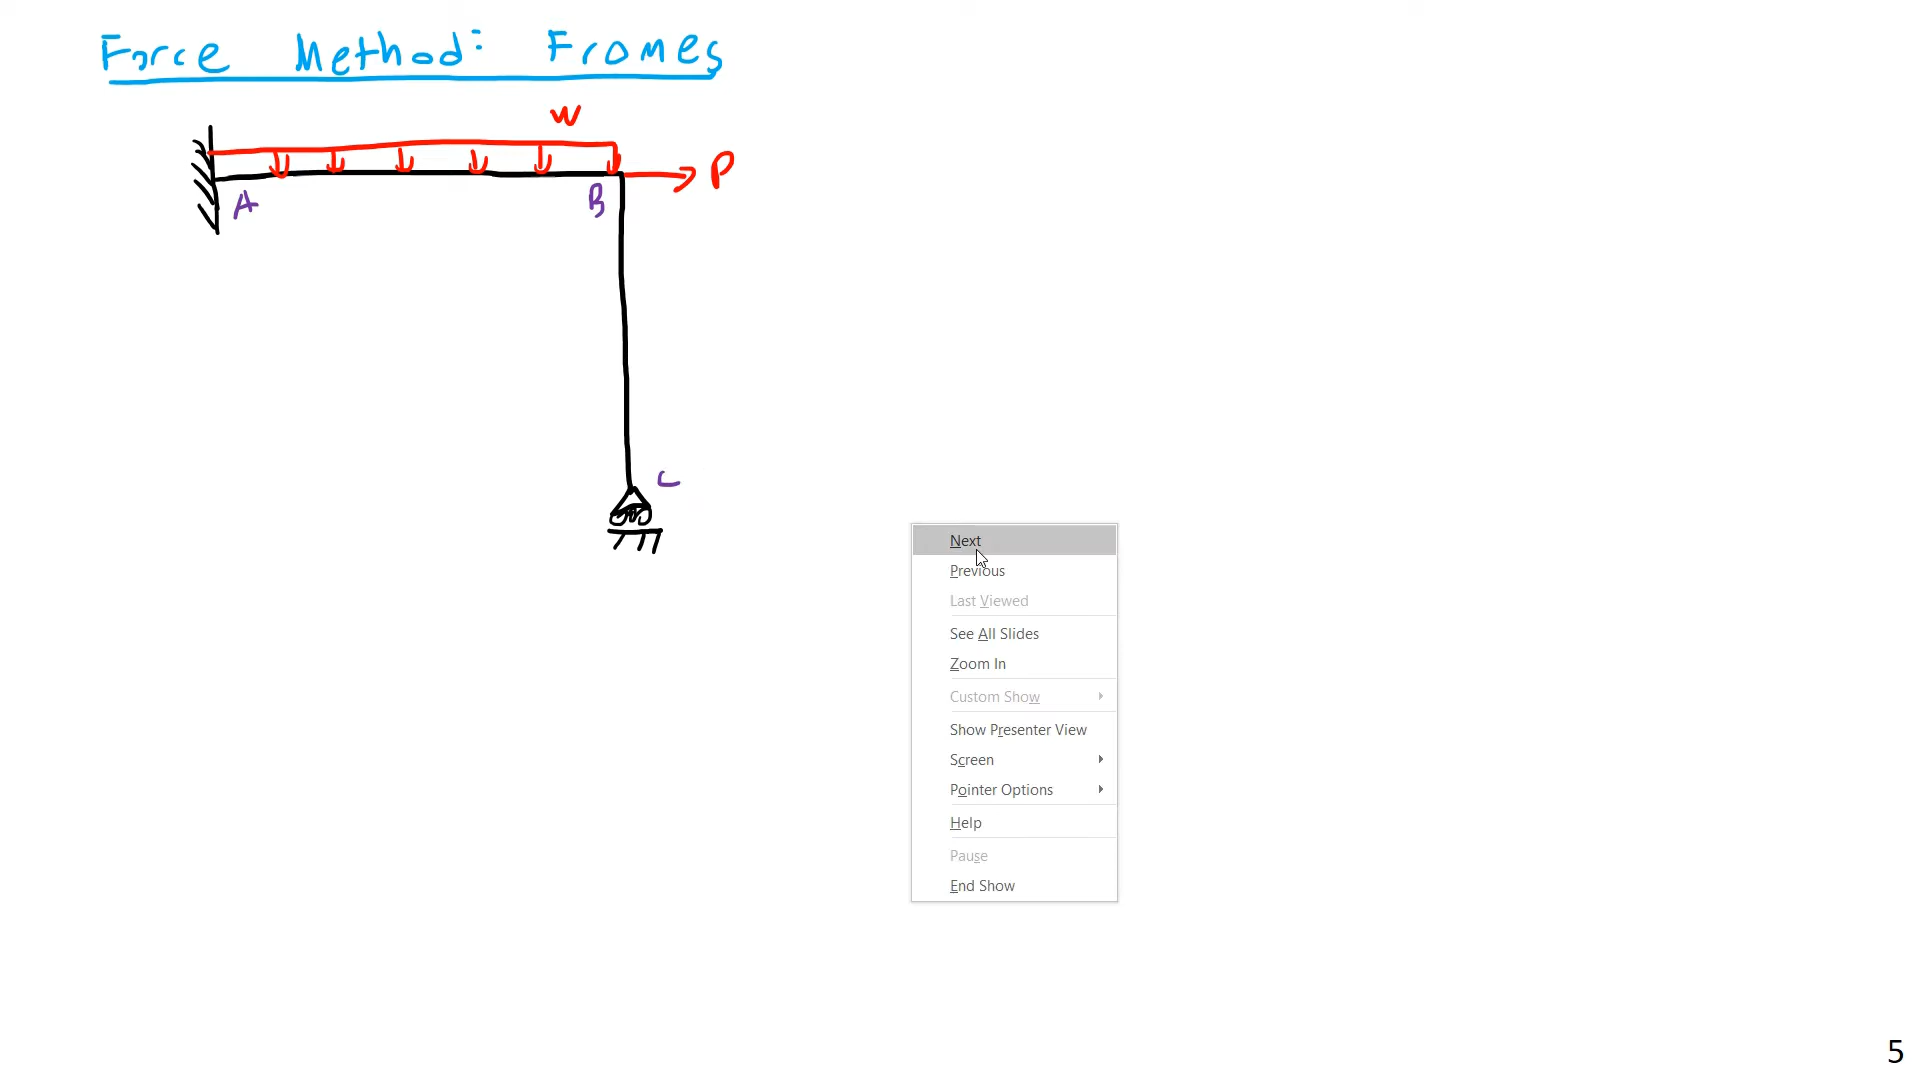 Force Method: Frames
w
P
A
B
C
Next
Previous
Last Viewed
See All Slides
Zoom In
Custom Show
Show Presenter View
Screen
Pointer Options
Help
Pause
End Show
5